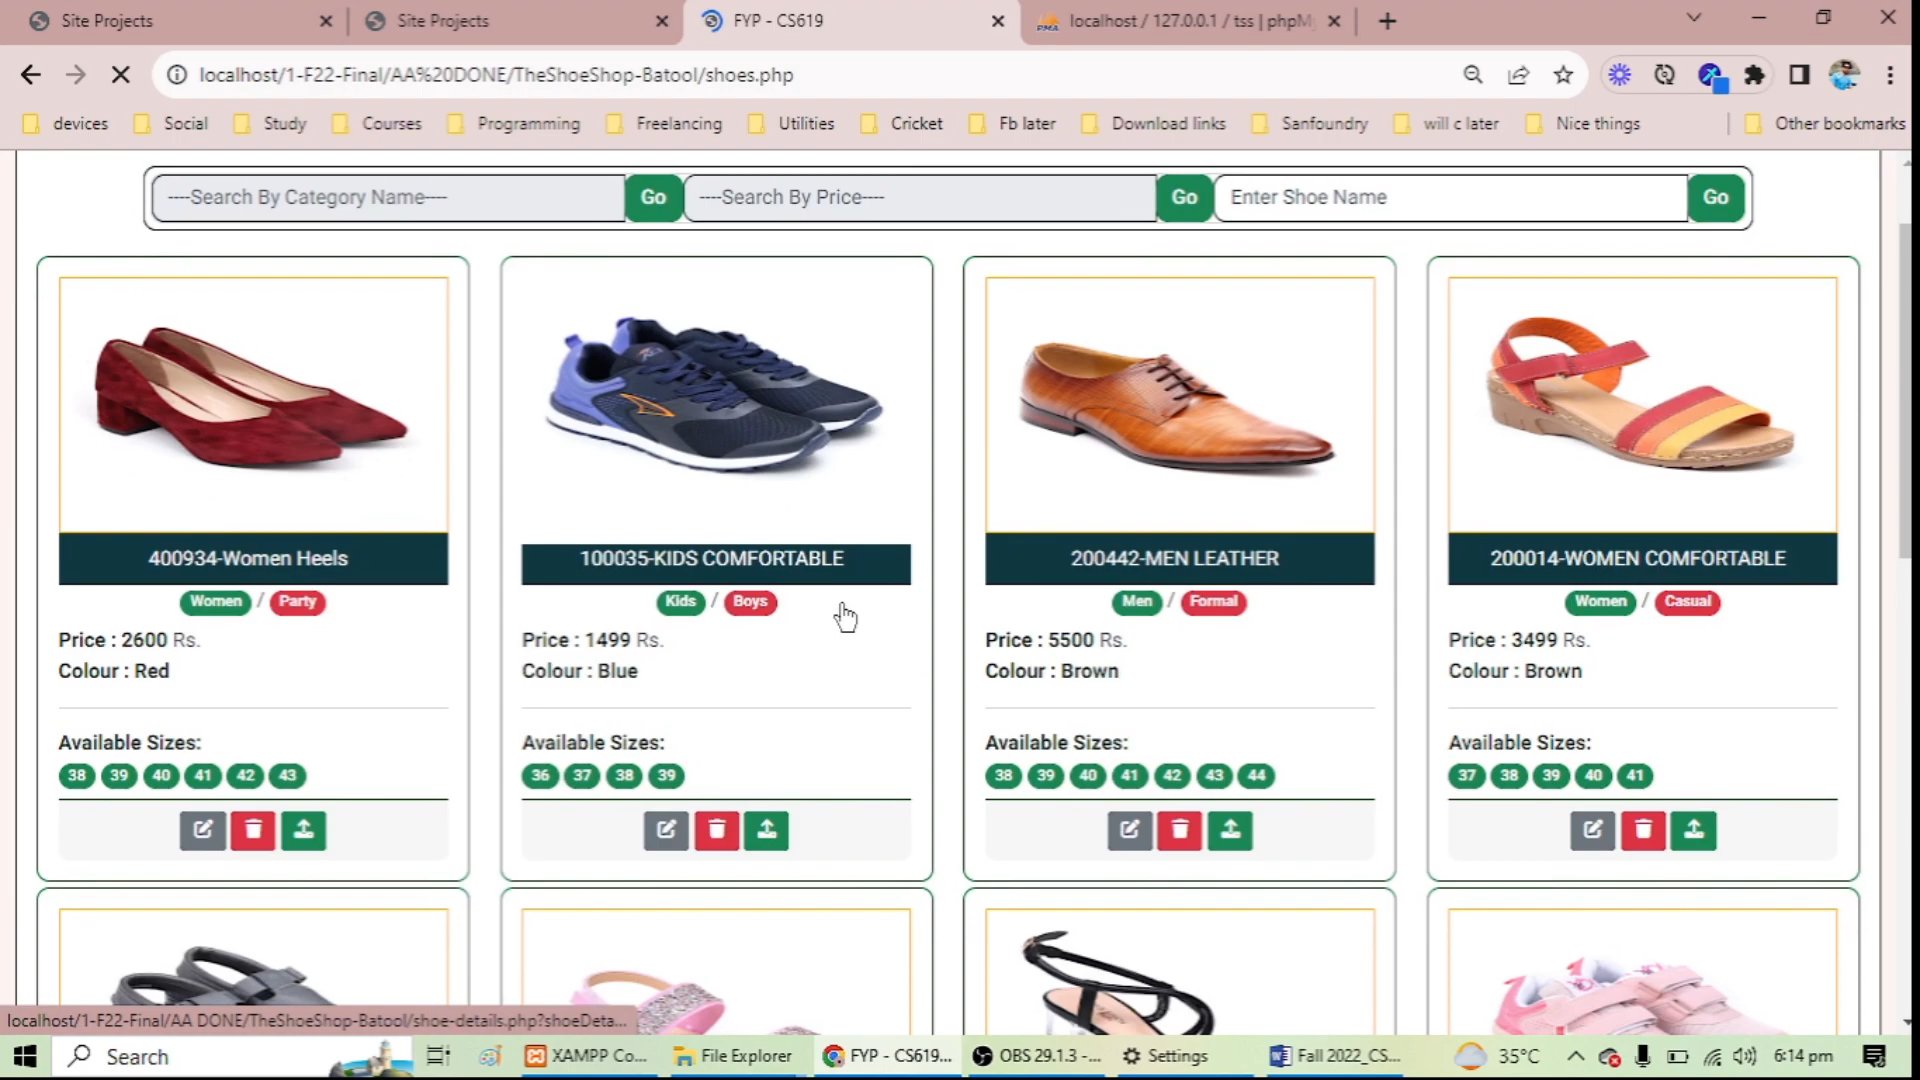 Site Projects
Site Projects
FYP - CS619
localhost / 127.0.0.1 / tss | phpM
localhost/1-F22-Final/AA%20DONE/TheShoeShop-Batool/shoes.php
devices Social Study Courses Programming Freelancing Utilities Cricket Fb later Download links Sanfoundry will c later Nice things Other bookmarks
----Search By Category Name---- Go ----Search By Price---- Go Enter Shoe Name Go
400934-Women Heels
Women / Party
Price : 2600 Rs.
Colour : Red
Available Sizes:
38 39 40 41 42 43
100035-KIDS COMFORTABLE
Kids / Boys
Price : 1499 Rs.
Colour : Blue
Available Sizes:
36 37 38 39
200442-MEN LEATHER
Men / Formal
Price : 5500 Rs.
Colour : Brown
Available Sizes:
38 39 40 41 42 43 44
200014-WOMEN COMFORTABLE
Women / Casual
Price : 3499 Rs.
Colour : Brown
Available Sizes:
37 38 39 40 41
localhost/1-F22-Final/AA DONE/TheShoeShop-Batool/shoe-details.php?shoeDeta...
Search XAMPP Co... File Explorer FYP - CS619... OBS 29.1.3 -... Settings Fall 2022_CS... 35°C 6:14 pm